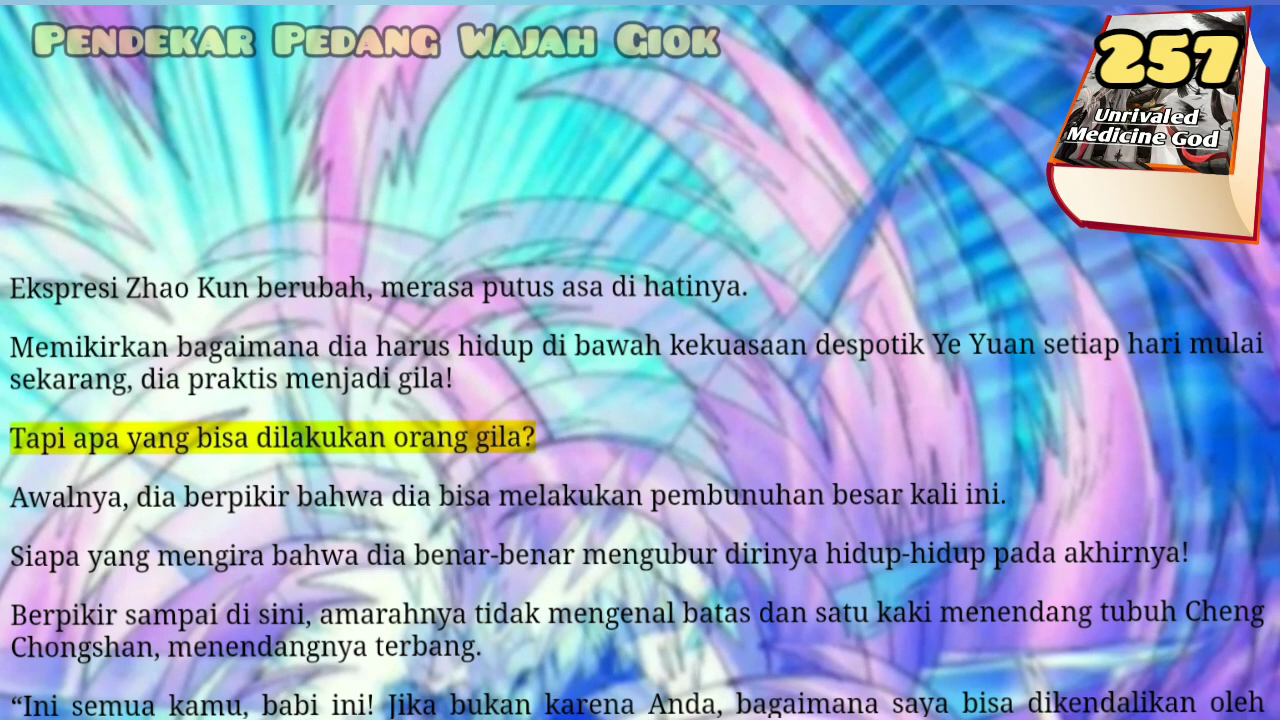 Pendekar Pedang Wajah Giok
257
Unrivaled
Medicine God
Ekspresi Zhao Kun berubah, merasa putus asa di hatinya.
Memikirkan bagaimana dia harus hidup di bawah kekuasaan despotik Ye Yuan setiap hari mulai
sekarang, dia praktis menjadi gila!
Tapi apa yang bisa dilakukan orang gila?
Awalnya, dia berpikir bahwa dia bisa melakukan pembunuhan besar kali ini.
Siapa yang mengira bahwa dia benar-benar mengubur dirinya hidup-hidup pada akhirnya!
Berpikir sampai di sini, amarahnya tidak mengenal batas dan satu kaki menendang tubuh Cheng
Chongshan, menendangnya terbang.
“Ini semua kamu, babi ini! Jika bukan karena Anda, bagaimana saya bisa dikendalikan oleh